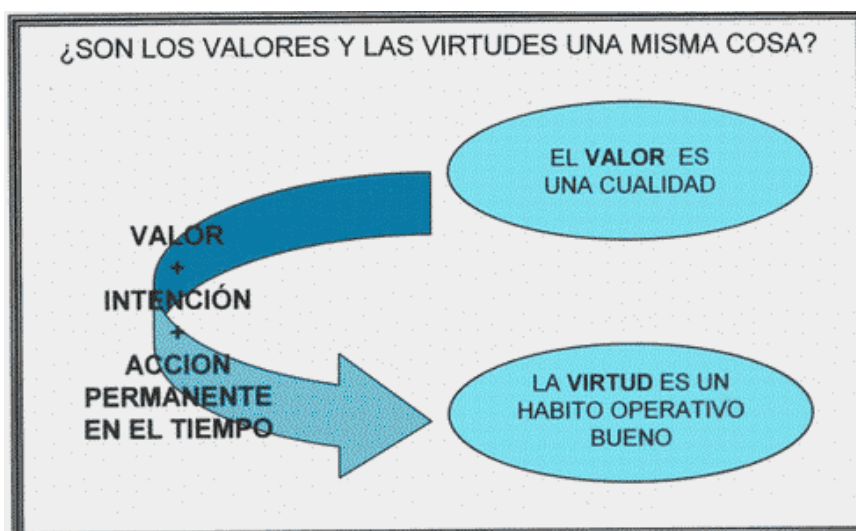 ¿SON LOS VALORES Y LAS VIRTUDES UNA MISMA COSA?
EL VALOR ES
UNA CUALIDAD
VALOR
+
INTENCIÓN
+
ACCION
PERMANENTE
EN EL TIEMPO
LA VIRTUD ES UN
HABITO OPERATIVO
BUENO